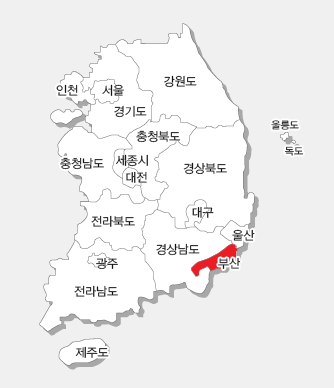 강원도
인천
서울
경기도
울릉도
독도
충청북도
충청남도
세종시
대전
경상북도
대구
전라북도
울산
경상남도
부산
광주
전라남도
제주도